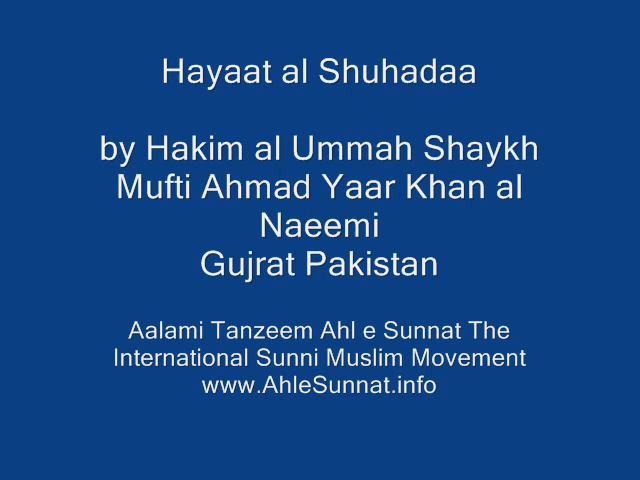 Hayaat al Shuhadaa
by Hakim al Ummah Shaykh
Mufti Ahmad Yaar Khan al
Naeemi
Gujrat Pakistan
Aalami Tanzeem Ahl e Sunnat The
International Sunni Muslim Movement
www.AhleSunnat.info